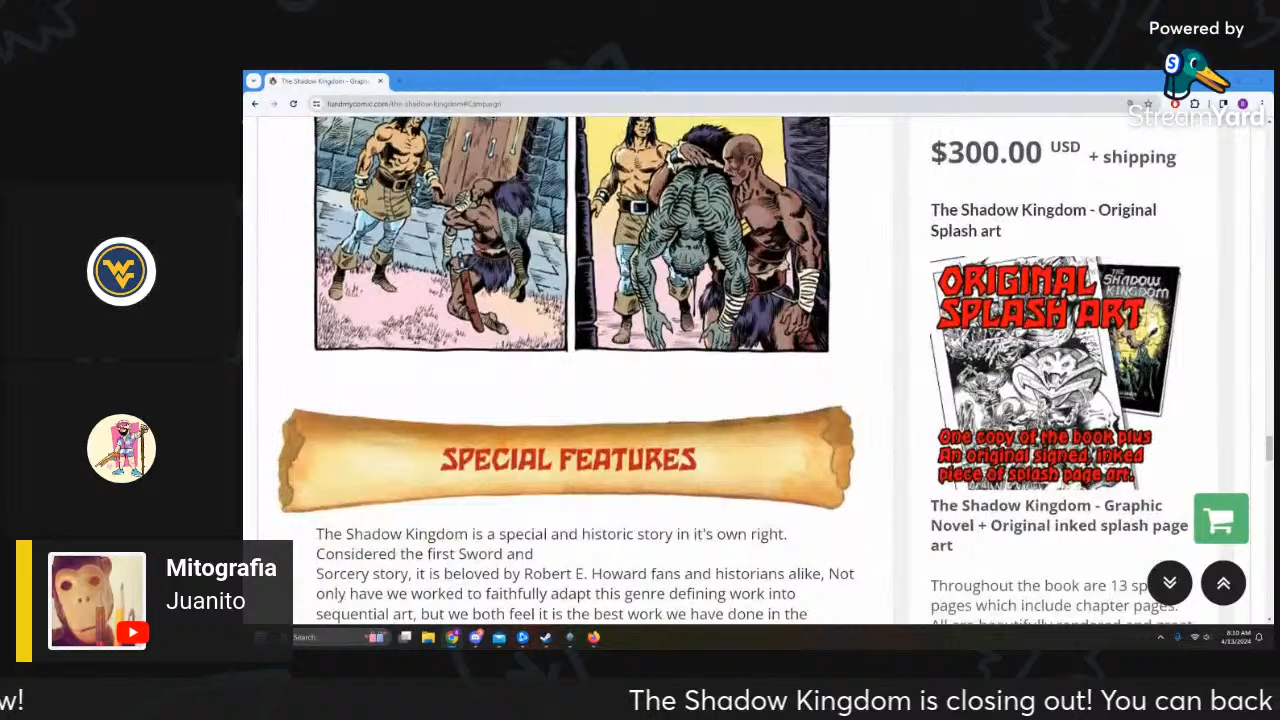 Powered by
StreamYard
The Shadow Kingdom - Graph
fundmycomic.com/the-shadow-kingdom#Campaign
$300.00 USD + shipping
The Shadow Kingdom - Original
Splash art
ORIGINAL
SPLASH ART
THE
SHADOW
KINGDOM
One copy of the book plus
An original signed, inked
piece of splash page art.
The Shadow Kingdom - Graphic
Novel + Original inked splash page
art
Throughout the book are 13 sp
pages which include chapter pages.
SPECIAL FEATURES
The Shadow Kingdom is a special and historic story in it's own right.
Considered the first Sword and
Sorcery story, it is beloved by Robert E. Howard fans and historians alike, Not
only have we worked to faithfully adapt this genre defining work into
sequential art, but we both feel it is the best work we have done in the
Mitografia
Juanito
Search
8:10 AM
4/13/2024
w!
The Shadow Kingdom is closing out! You can back